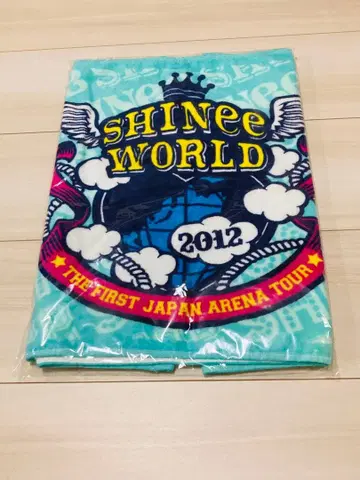 SHINee
WORLD
2012
THE FIRST JAPAN ARENA TOUR